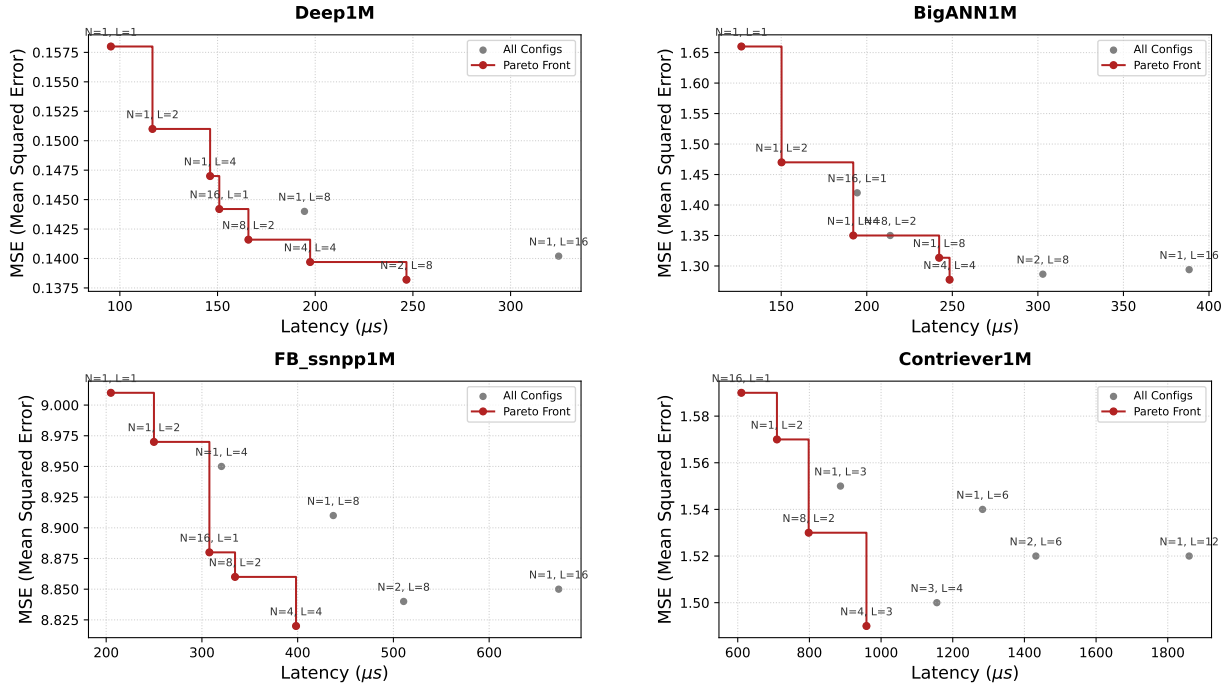 Deep1M
MSE (Mean Squared Error)
0.1575
0.1550
0.1525
0.1500
0.1475
0.1450
0.1425
0.1400
0.1375
N=1, L=1
N=1, L=2
N=1, L=4
N=16, L=1
N=1, L=8
N=8, L=2
N=4, L=4
N=2, L=8
N=1, L=16
All Configs
Pareto Front
100
200
300
Latency (μs)
BigANN1M
MSE (Mean Squared Error)
1.65
1.60
1.55
1.50
1.45
1.40
1.35
1.30
N=1, L=1
N=1, L=2
N=16, L=1
N=1, L=4
N=8, L=2
N=1, L=8
N=4, L=4
N=2, L=8
N=1, L=16
All Configs
Pareto Front
150
200
250
300
350
400
Latency (μs)
FB_ssnpp1M
MSE (Mean Squared Error)
9.000
8.975
8.950
8.925
8.900
8.875
8.850
8.825
N=1, L=1
N=1, L=2
N=1, L=4
N=1, L=8
N=16, L=1
N=8, L=2
N=4, L=4
N=2, L=8
N=1, L=16
All Configs
Pareto Front
200
300
400
500
600
Latency (μs)
Contriever1M
MSE (Mean Squared Error)
1.58
1.56
1.54
1.52
1.50
N=16, L=1
N=1, L=2
N=1, L=3
N=8, L=2
N=1, L=6
N=2, L=6
N=1, L=12
N=3, L=4
N=4, L=3
All Configs
Pareto Front
600
800
1000
1200
1400
1600
1800
Latency (μs)